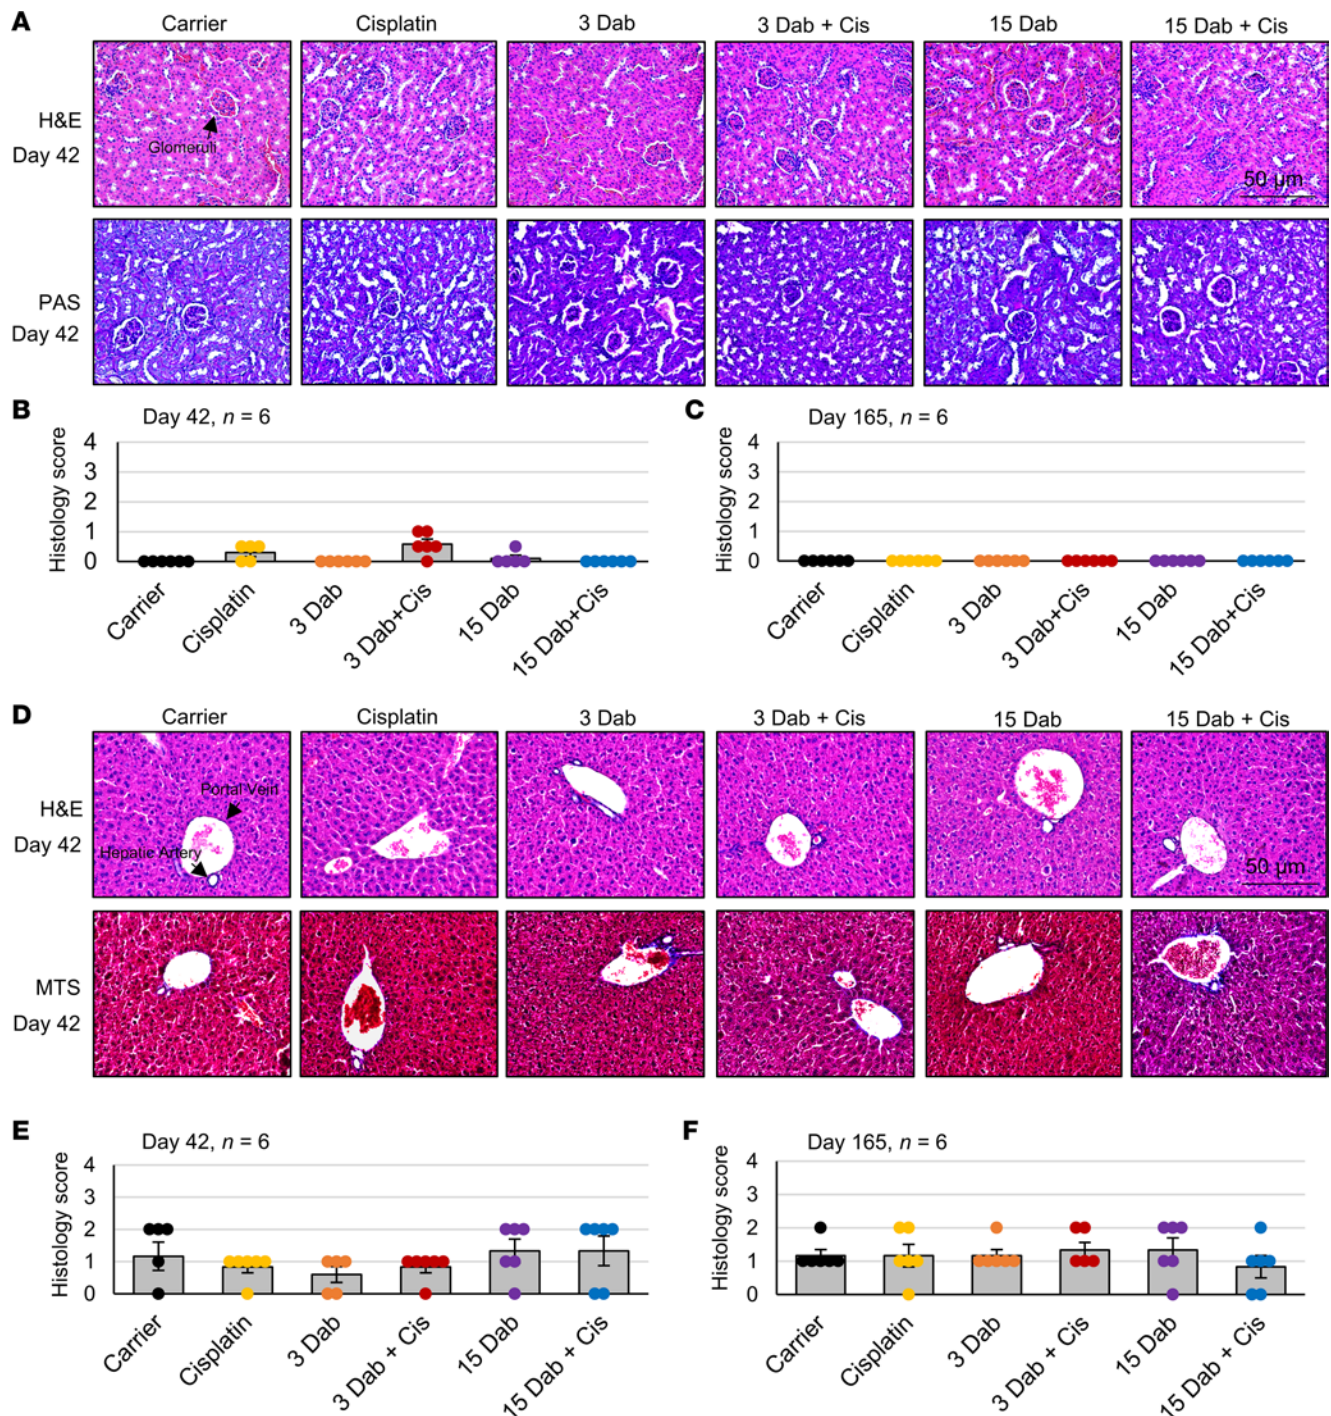 A
Carrier Cisplatin 3 Dab 3 Dab + Cis 15 Dab 15 Dab + Cis
H&E
Day 42
Glomeruli
50 µm
PAS
Day 42
B
Day 42, n = 6
Histology score
4
3
2
1
0
Carrier
Cisplatin
3 Dab
3 Dab+Cis
15 Dab
15 Dab+Cis
C
Day 165, n = 6
Histology score
4
3
2
1
0
Carrier
Cisplatin
3 Dab
3 Dab+Cis
15 Dab
15 Dab+Cis
D
Carrier Cisplatin 3 Dab 3 Dab + Cis 15 Dab 15 Dab + Cis
H&E
Day 42
Portal Vein
Hepatic Artery
50 µm
MTS
Day 42
E
Day 42, n = 6
Histology score
4
3
2
1
0
Carrier
Cisplatin
3 Dab
3 Dab + Cis
15 Dab
15 Dab + Cis
F
Day 165, n = 6
Histology score
4
3
2
1
0
Carrier
Cisplatin
3 Dab
3 Dab + Cis
15 Dab
15 Dab + Cis